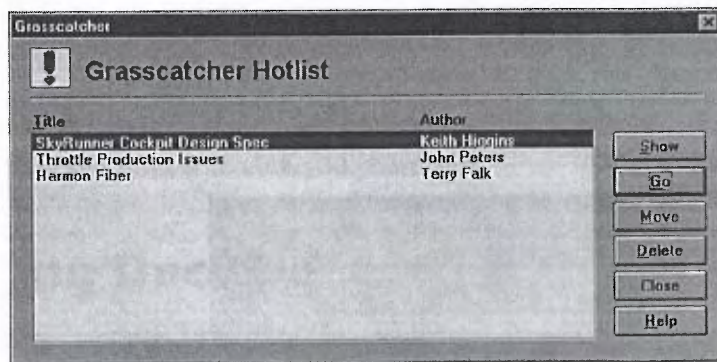 Grasscatcher
Grasscatcher Hotlist
Title Author
SkyRunner Cockpit Design Spec Keith Higgins
Throttle Production Issues John Peters
Harmon Fiber Terry Falk
Show
Go
Move
Delete
Close
Help